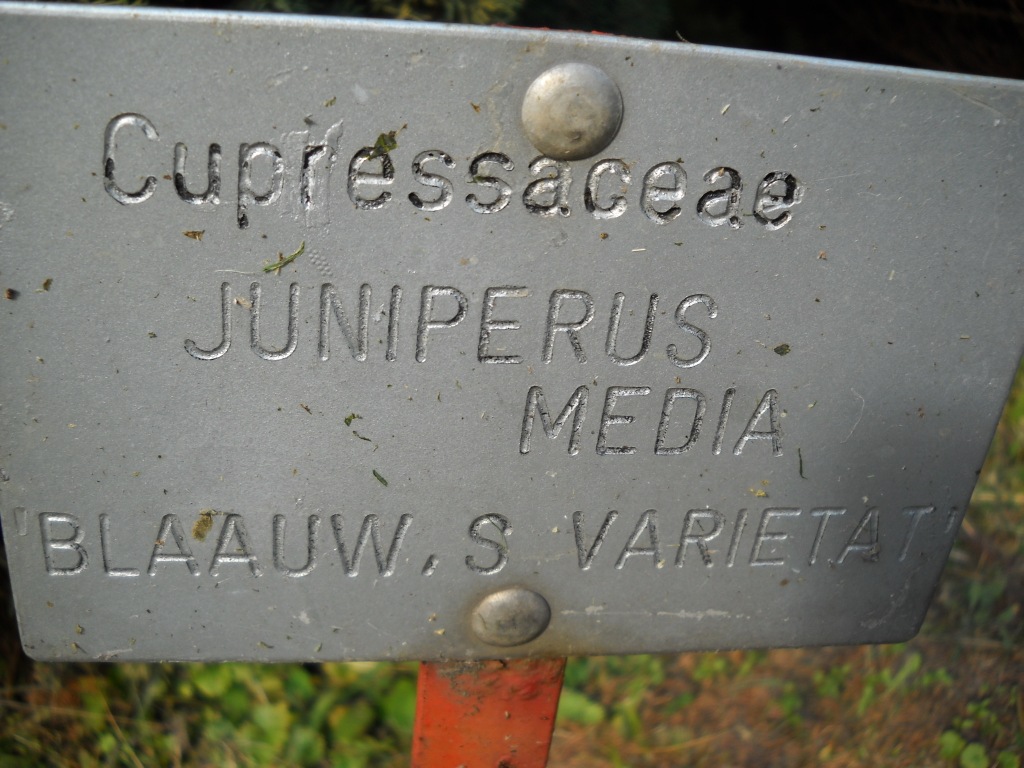 Cupressaceae
JUNIPERUS
MEDIA
'BLAAUW,S VARIETAT'